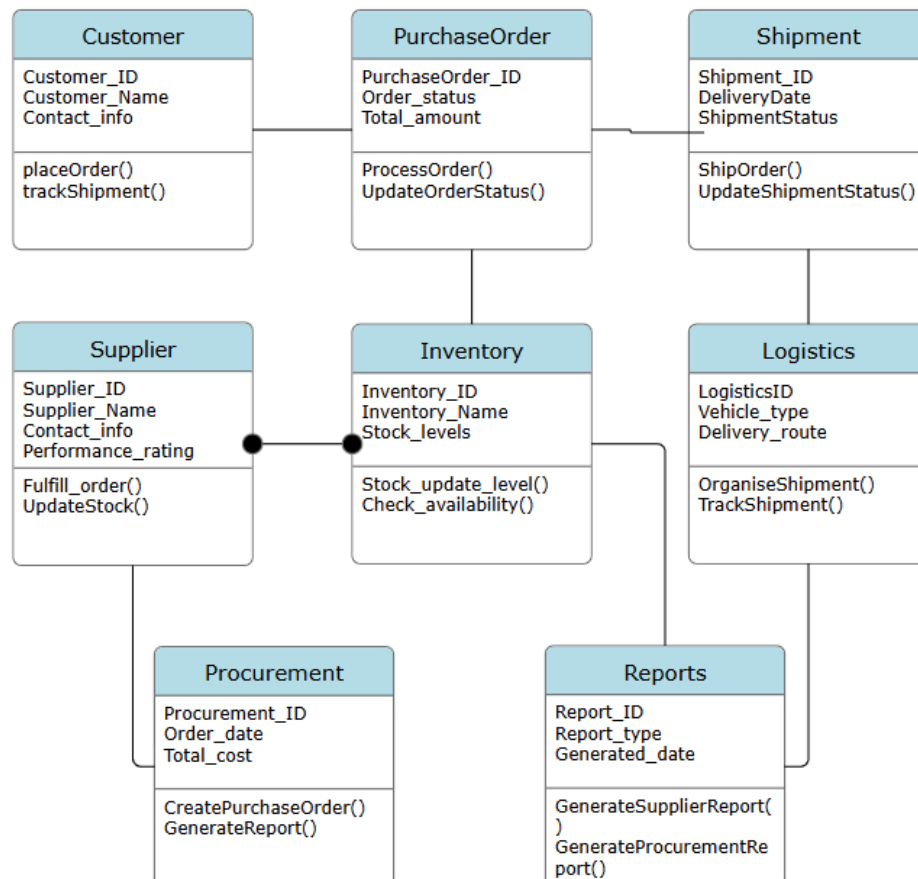 Customer
Customer_ID
Customer_Name
Contact_info
placeOrder()
trackShipment()
PurchaseOrder
PurchaseOrder_ID
Order_status
Total_amount
ProcessOrder()
UpdateOrderStatus()
Shipment
Shipment_ID
DeliveryDate
ShipmentStatus
ShipOrder()
UpdateShipmentStatus()
Supplier
Supplier_ID
Supplier_Name
Contact_info
Performance_rating
Fulfill_order()
UpdateStock()
Inventory
Inventory_ID
Inventory_Name
Stock_levels
Stock_update_level()
Check_availability()
Logistics
LogisticsID
Vehicle_type
Delivery_route
OrganiseShipment()
TrackShipment()
Procurement
Procurement_ID
Order_date
Total_cost
CreatePurchaseOrder()
GenerateReport()
Reports
Report_ID
Report_type
Generated_date
GenerateSupplierReport(
)
GenerateProcurementRe
port()